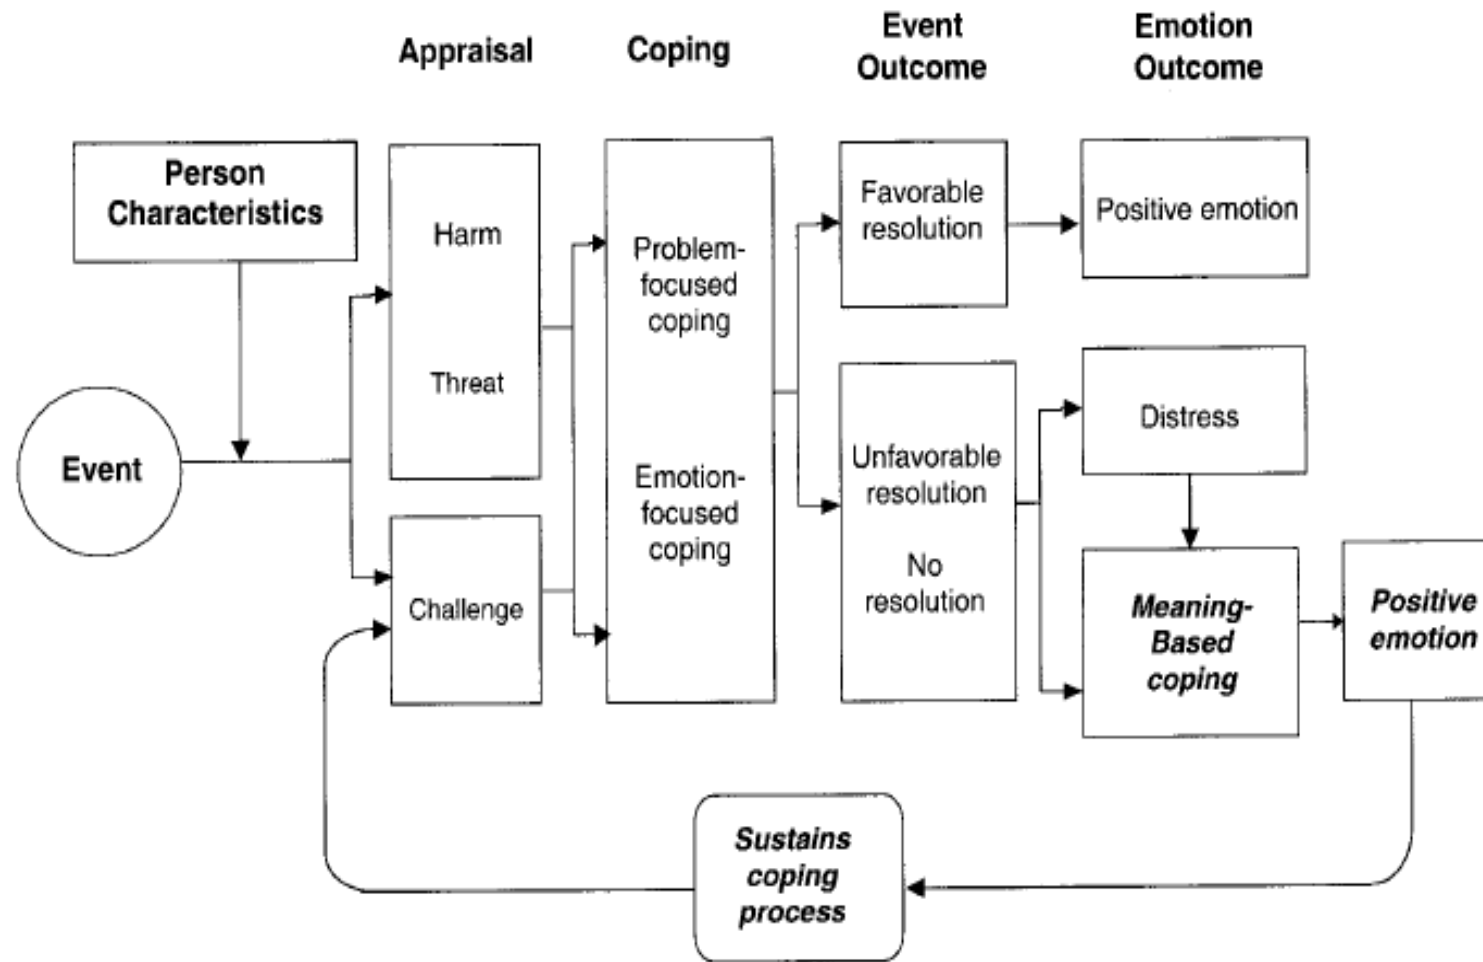 Appraisal
Coping
Event
Outcome
Emotion
Outcome
Person
Characteristics
Event
Harm
Threat
Challenge
Problem-
focused
coping
Emotion-
focused
coping
Favorable
resolution
Unfavorable
resolution
No
resolution
Positive emotion
Distress
Meaning-
Based
coping
Positive
emotion
Sustains
coping
process